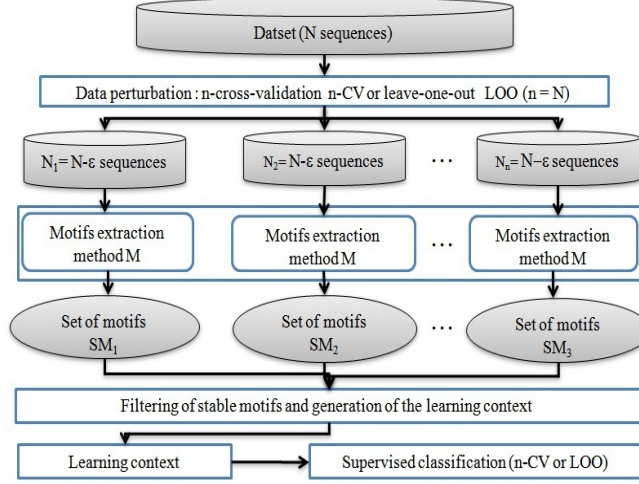 Datset (N sequences)
Data perturbation : n-cross-validation n-CV or leave-one-out LOO (n = N)
N₁= N-ε sequences
N₂= N-ε sequences
...
Nₙ= N−ε sequences
Motifs extraction
method M
Motifs extraction
method M
...
Motifs extraction
method M
Set of motifs
SM₁
Set of motifs
SM₂
...
Set of motifs
SM₃
Filtering of stable motifs and generation of the learning context
Learning context
Supervised classification (n-CV or LOO)